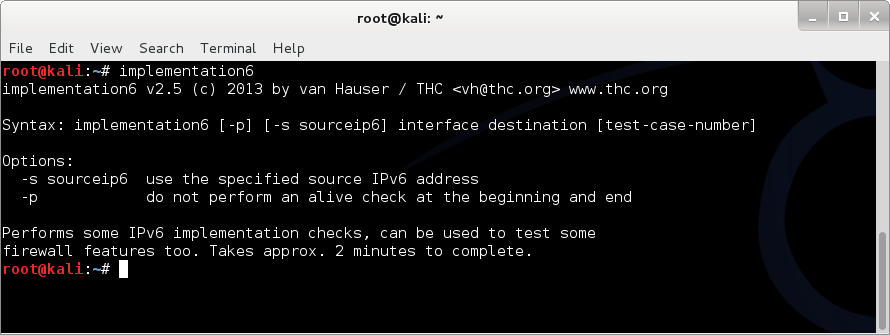 root@kali: ~
File Edit View Search Terminal Help
root@kali:~# implementation6
implementation6 v2.5 (c) 2013 by van Hauser / THC <vh@thc.org> www.thc.org
Syntax: implementation6 [-p] [-s sourceip6] interface destination [test-case-number]
Options:
  -s sourceip6  use the specified source IPv6 address
  -p            do not perform an alive check at the beginning and end
Performs some IPv6 implementation checks, can be used to test some
firewall features too. Takes approx. 2 minutes to complete.
root@kali:~#